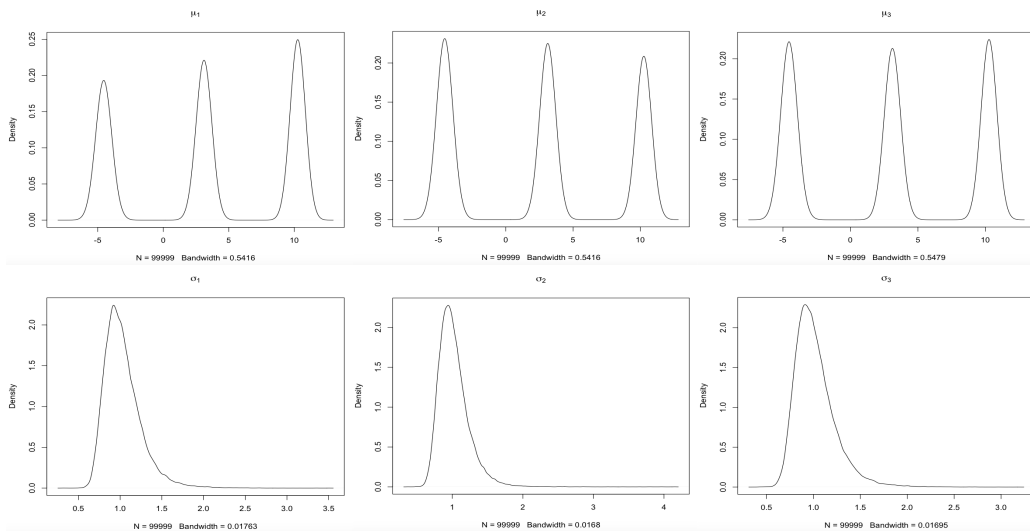 μ1
Density
0.00 0.05 0.10 0.15 0.20 0.25
-5 0 5 10
N = 99999 Bandwidth = 0.5416
μ2
Density
0.00 0.05 0.10 0.15 0.20
-5 0 5 10
N = 99999 Bandwidth = 0.5416
μ3
Density
0.00 0.05 0.10 0.15 0.20
-5 0 5 10
N = 99999 Bandwidth = 0.5479
σ1
Density
0.0 0.5 1.0 1.5 2.0
0.5 1.0 1.5 2.0 2.5 3.0 3.5
N = 99999 Bandwidth = 0.01763
σ2
Density
0.0 0.5 1.0 1.5 2.0
1 2 3 4
N = 99999 Bandwidth = 0.0168
σ3
Density
0.0 0.5 1.0 1.5 2.0
0.5 1.0 1.5 2.0 2.5 3.0
N = 99999 Bandwidth = 0.01695